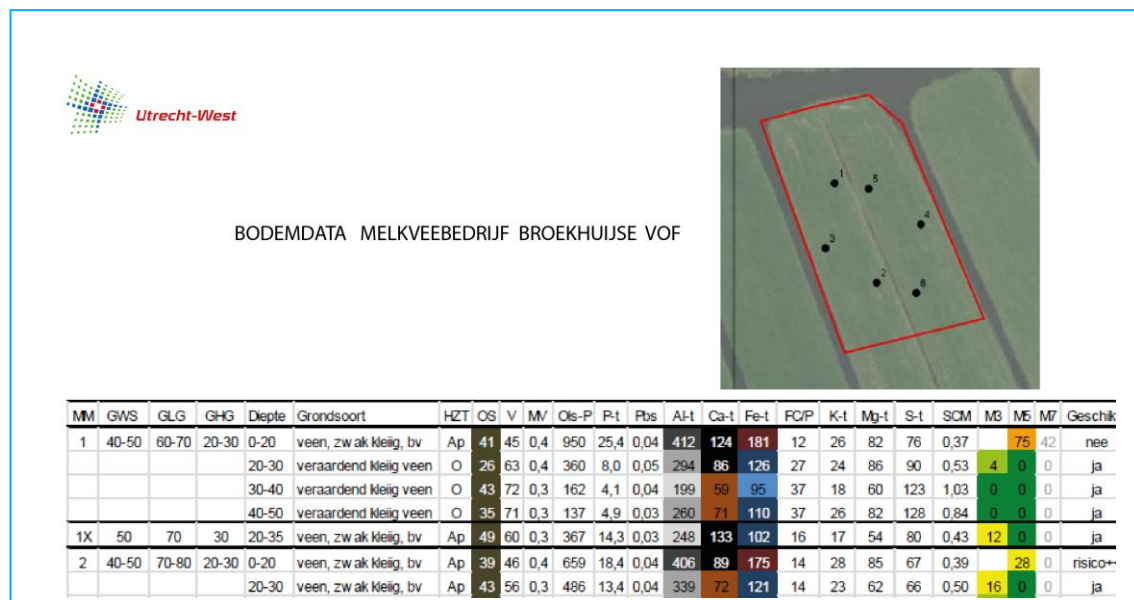 Utrecht-West
1
5
4
3
2
6
BODEMDATA MELKVEEBEDRIJF BROEKHUIJSE VOF
MM GWS GLG GHG Diepte Grondsoort HZT OS V MV Ols-P P-t Pbs Al-t Ca-t Fe-t FC/P K-t Mg-t S-t SCM M3 M5 M7 Geschik
1 40-50 60-70 20-30 0-20 veen, zwak kleiig, bv Ap 41 45 0,4 950 25,4 0,04 412 124 181 12 26 82 76 0,37 75 42 nee
20-30 veraardend kleiig veen O 26 63 0,4 360 8,0 0,05 294 86 126 27 24 86 90 0,53 4 0 0 ja
30-40 veraardend kleiig veen O 43 72 0,3 162 4,1 0,04 199 59 95 37 18 60 123 1,03 0 0 0 ja
40-50 veraardend kleiig veen O 35 71 0,3 137 4,9 0,03 260 71 110 37 26 82 128 0,84 0 0 0 ja
1X 50 70 30 20-35 veen, zwak kleiig, bv Ap 49 60 0,3 367 14,3 0,03 248 133 102 16 17 54 80 0,43 12 0 0 ja
2 40-50 70-80 20-30 0-20 veen, zwak kleiig, bv Ap 39 46 0,4 659 18,4 0,04 406 89 175 14 28 85 67 0,39 28 0 risico+
20-30 veen, zwak kleiig, bv Ap 43 56 0,3 486 13,4 0,04 339 72 121 14 23 62 66 0,50 16 0 0 ja